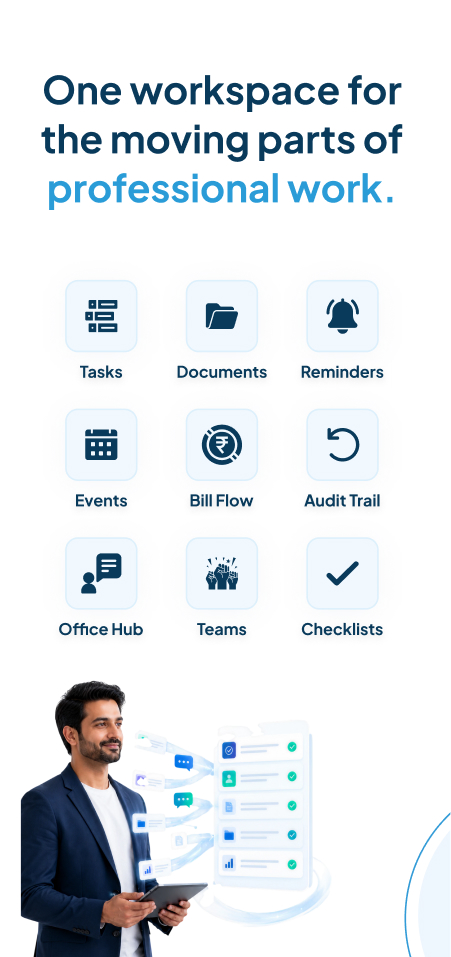 One workspace for
the moving parts of
professional work.
Tasks
Documents
Reminders
Events
Bill Flow
Audit Trail
Office Hub
Teams
Checklists